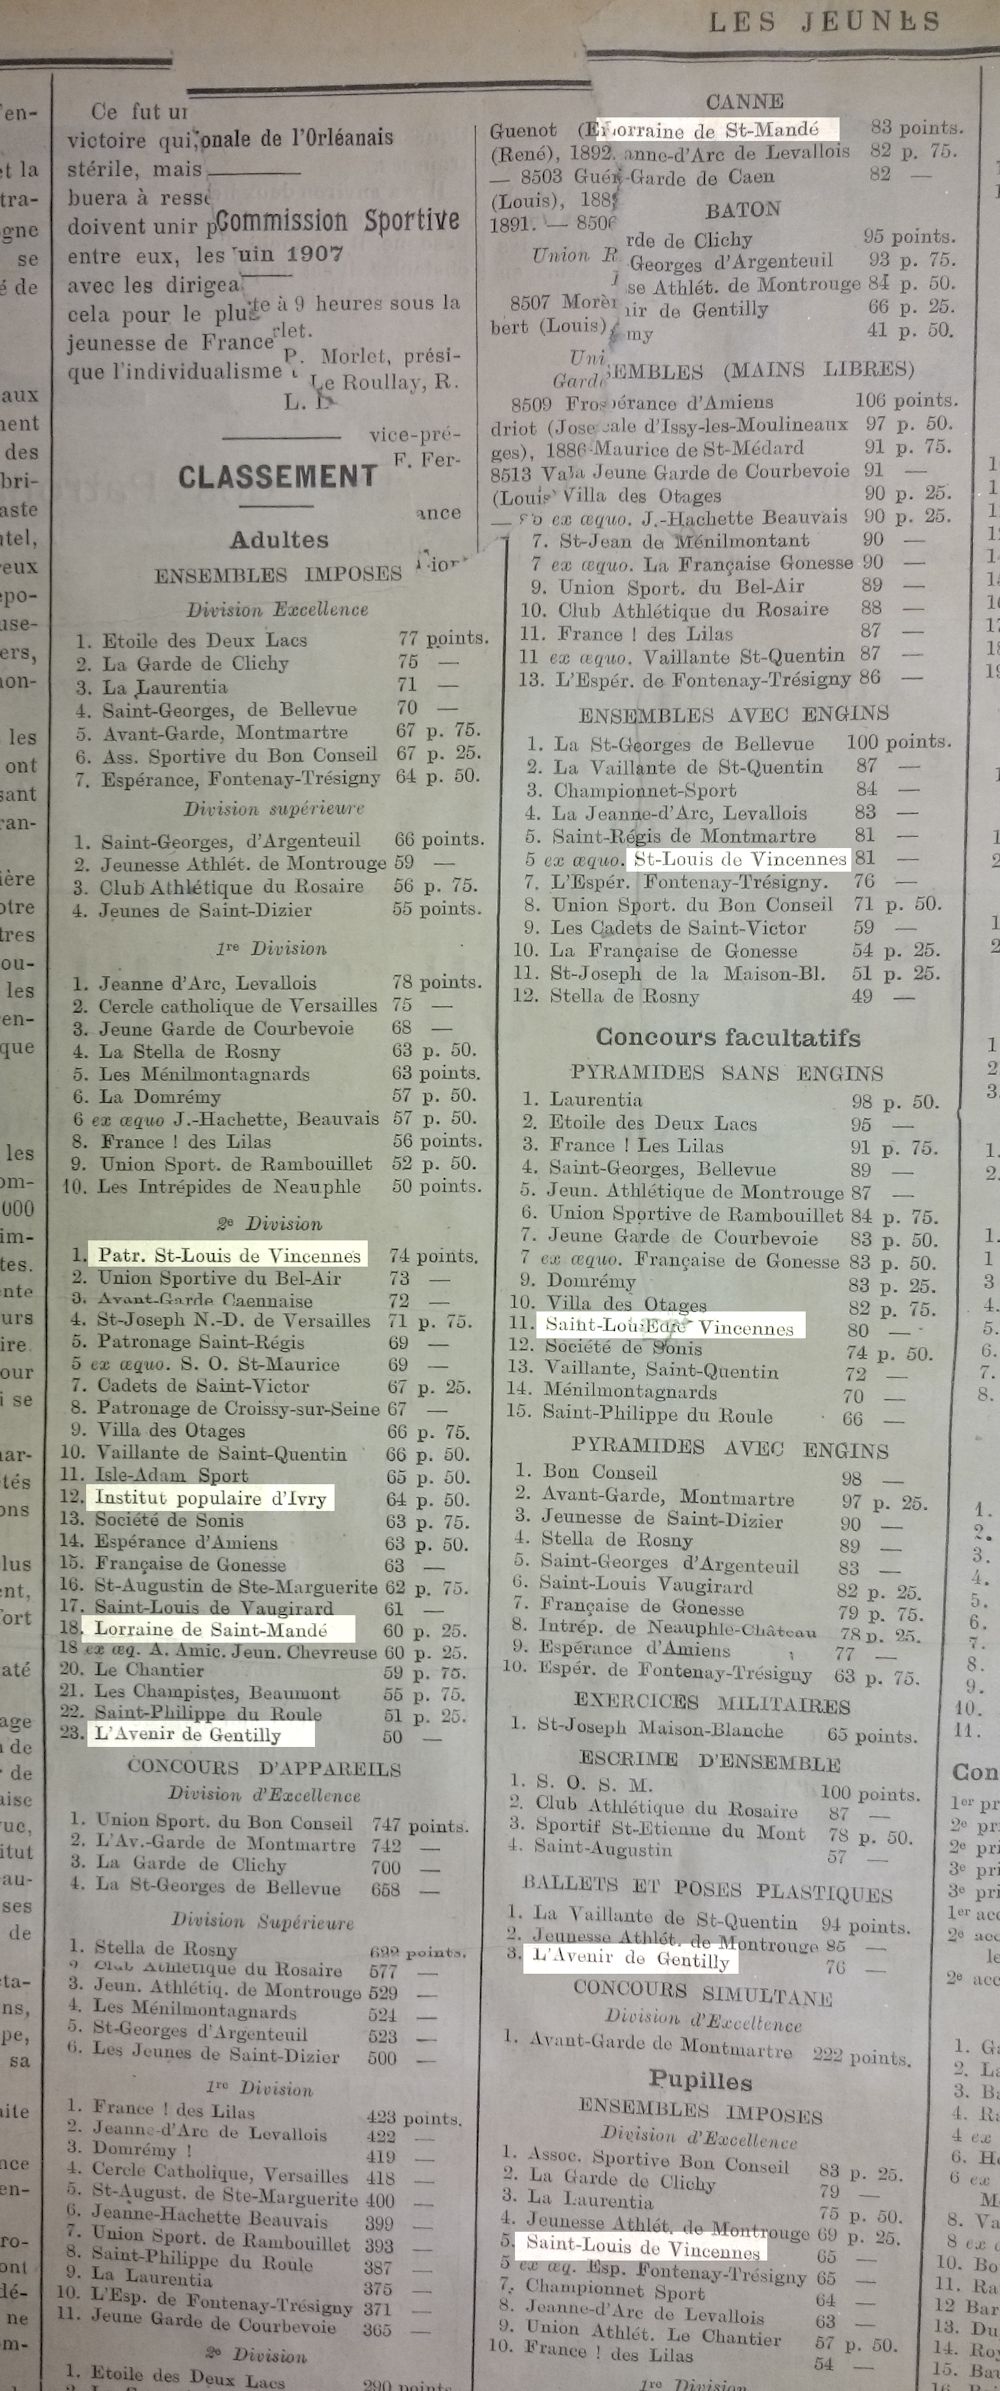 LES JEUNES
Ce fut un
victoire qui
stérile, mais
buera à ress
doivent unir p
entre eux, les
avec les dirigea
cela pour le plus
jeunesse de France
que l'individualisme
onale de l'Orléanais
Commission Sportive
uin 1907
te à 9 heures sous la
rlet.
P. Morlet, prési-
Le Roullay, R.
L.
vice-pré-
F. Fer-
ance
CLASSEMENT
Adultes
ENSEMBLES IMPOSES
Division Excellence
1. Etoile des Deux Lacs 77 points.
2. La Garde de Clichy 75 —
3. La Laurentia 71 —
4. Saint-Georges, de Bellevue 70 —
5. Avant-Garde, Montmartre 67 p. 75.
6. Ass. Sportive du Bon Conseil 67 p. 25.
7. Espérance, Fontenay-Trésigny 64 p. 50.
Division supérieure
1. Saint-Georges, d'Argenteuil 66 points.
2. Jeunesse Athlét. de Montrouge 59 —
3. Club Athlétique du Rosaire 56 p. 75.
4. Jeunes de Saint-Dizier 55 points.
1re Division
1. Jeanne d'Arc, Levallois 78 points.
2. Cercle catholique de Versailles 75 —
3. Jeune Garde de Courbevoie 68 —
4. La Stella de Rosny 63 p. 50.
5. Les Ménilmontagnards 63 points.
6. La Domrémy 57 p. 50.
6 ex æquo J.-Hachette, Beauvais 57 p. 50.
8. France ! des Lilas 56 points.
9. Union Sport. de Rambouillet 52 p. 50.
10. Les Intrépides de Neauphle 50 points.
2e Division
1. Patr. St-Louis de Vincennes 74 points.
2. Union Sportive du Bel-Air 73 —
3. Avant-Garde Caennaise 72 —
4. St-Joseph N.-D. de Versailles 71 p. 75.
5. Patronage Saint-Régis 69 —
5 ex æquo. S. O. St-Maurice 69 —
7. Cadets de Saint-Victor 67 p. 25.
8. Patronage de Croissy-sur-Seine 67 —
9. Villa des Otages 66 p. 75.
10. Vaillante de Saint-Quentin 66 p. 50.
11. Isle-Adam Sport 65 p. 50.
12. Institut populaire d'Ivry 64 p. 50.
13. Société de Sonis 63 p. 75.
14. Espérance d'Amiens 63 p. 50.
15. Française de Gonesse 63 —
16. St-Augustin de Ste-Marguerite 62 p. 75.
17. Saint-Louis de Vaugirard 61 —
18. Lorraine de Saint-Mandé 60 p. 25.
18 ex æq. A. Amic. Jeun. Chevreuse 60 p. 25.
20. Le Chantier 59 p. 75.
21. Les Champistes, Beaumont 55 p. 75.
22. Saint-Philippe du Roule 51 p. 25.
23. L'Avenir de Gentilly 50 —
CONCOURS D'APPAREILS
Division d'Excellence
1. Union Sport. du Bon Conseil 747 points.
2. L'Av.-Garde de Montmartre 742 —
3. La Garde de Clichy 700 —
4. La St-Georges de Bellevue 658 —
Division Supérieure
1. Stella de Rosny 692 points.
2. Club Athlétique du Rosaire 577 —
3. Jeun. Athlétiq. de Montrouge 529 —
4. Les Ménilmontagnards 524 —
5. St-Georges d'Argenteuil 523 —
6. Les Jeunes de Saint-Dizier 500 —
1re Division
1. France ! des Lilas 423 points.
2. Jeanne-d'Arc de Levallois 422 —
3. Domrémy ! 419 —
4. Cercle Catholique, Versailles 418 —
5. St-August. de Ste-Marguerite 400 —
6. Jeanne-Hachette Beauvais 399 —
7. Union Sport. de Rambouillet 393 —
8. Saint-Philippe du Roule 387 —
9. La Laurentia 375 —
10. L'Esp. de Fontenay-Trésigny 371 —
11. Jeune Garde de Courbevoie 365 —
2e Division
1. Etoile des Deux Lacs 290 points
CANNE
Guenot (E
(René), 1892.
— 8503 Guér
(Louis), 188
1891. — 8506
Union R
8507 Morèn
bert (Louis)
Uni
Garde
8509 Fros
driot (Jose
ges), 1886
8513 Vala
(Louis
orraine de St-Mandé 83 points.
anne-d'Arc de Levallois 82 p. 75.
-Garde de Caen 82 —
BATON
rde de Clichy 95 points.
Georges d'Argenteuil 93 p. 75.
se Athlét. de Montrouge 84 p. 50.
ir de Gentilly 66 p. 25.
my 41 p. 50.
SEMBLES (MAINS LIBRES)
pérance d'Amiens 106 points.
cale d'Issy-les-Moulineaux 97 p. 50.
Maurice de St-Médard 91 p. 75.
a Jeune Garde de Courbevoie 91 —
Villa des Otages 90 p. 25.
5 ex æquo. J.-Hachette Beauvais 90 p. 25.
7. St-Jean de Ménilmontant 90 —
7 ex æquo. La Française Gonesse 90 —
9. Union Sport. du Bel-Air 89 —
10. Club Athlétique du Rosaire 88 —
11. France ! des Lilas 87 —
11 ex æquo. Vaillante St-Quentin 87 —
13. L'Espér. de Fontenay-Trésigny 86 —
ENSEMBLES AVEC ENGINS
1. La St-Georges de Bellevue 100 points.
2. La Vaillante de St-Quentin 87 —
3. Championnet-Sport 84 —
4. La Jeanne-d'Arc, Levallois 83 —
5. Saint-Régis de Montmartre 81 —
5 ex æquo. St-Louis de Vincennes 81 —
7. L'Espér. Fontenay-Trésigny. 76 —
8. Union Sport. du Bon Conseil 71 p. 50.
9. Les Cadets de Saint-Victor 59 —
10. La Française de Gonesse 54 p. 25.
11. St-Joseph de la Maison-Bl. 51 p. 25.
12. Stella de Rosny 49 —
Concours facultatifs
PYRAMIDES SANS ENGINS
1. Laurentia 98 p. 50.
2. Etoile des Deux Lacs 95 —
3. France ! Les Lilas 91 p. 75.
4. Saint-Georges, Bellevue 89 —
5. Jeun. Athlétique de Montrouge 87 —
6. Union Sportive de Rambouillet 84 p. 75.
7. Jeune Garde de Courbevoie 83 p. 50.
7 ex æquo. Française de Gonesse 83 p. 50.
9. Domrémy 83 p. 25.
10. Villa des Otages 82 p. 75.
11. Saint-Louis de Vincennes 80 —
12. Société de Sonis 74 p. 50.
13. Vaillante, Saint-Quentin 72 —
14. Ménilmontagnards 70 —
15. Saint-Philippe du Roule 66 —
PYRAMIDES AVEC ENGINS
1. Bon Conseil 98 —
2. Avant-Garde, Montmartre 97 p. 25.
3. Jeunesse de Saint-Dizier 90 —
4. Stella de Rosny 89 —
5. Saint-Georges d'Argenteuil 83 —
6. Saint-Louis Vaugirard 82 p. 25.
7. Française de Gonesse 79 p. 75.
8. Intrép. de Neauphle-Château 78 p. 25.
9. Espérance d'Amiens 77 —
10. Espér. de Fontenay-Trésigny 63 p. 75.
EXERCICES MILITAIRES
1. St-Joseph Maison-Blanche 65 points.
ESCRIME D'ENSEMBLE
1. S. O. S. M. 100 points.
2. Club Athlétique du Rosaire 87 —
3. Sportif St-Etienne du Mont 78 p. 50.
4. Saint-Augustin 57 —
BALLETS ET POSES PLASTIQUES
1. La Vaillante de St-Quentin 94 points.
2. Jeunesse Athlét. de Montrouge 85 —
3. L'Avenir de Gentilly 76 —
CONCOURS SIMULTANE
Division d'Excellence
1. Avant-Garde de Montmartre 222 points.
Pupilles
ENSEMBLES IMPOSES
Division d'Excellence
1. Assoc. Sportive Bon Conseil 83 p. 25.
2. La Garde de Clichy 79 —
3. La Laurentia 75 p. 50.
4. Jeunesse Athlét. de Montrouge 69 p. 25.
5. Saint-Louis de Vincennes 65 —
5 ex æq. Esp. Fontenay-Trésigny 65 —
7. Championnet Sport 64 —
8. Jeanne-d'Arc de Levallois 63 —
9. Union Athlét. Le Chantier 57 p. 50.
10. France ! des Lilas 54 —
1re Division